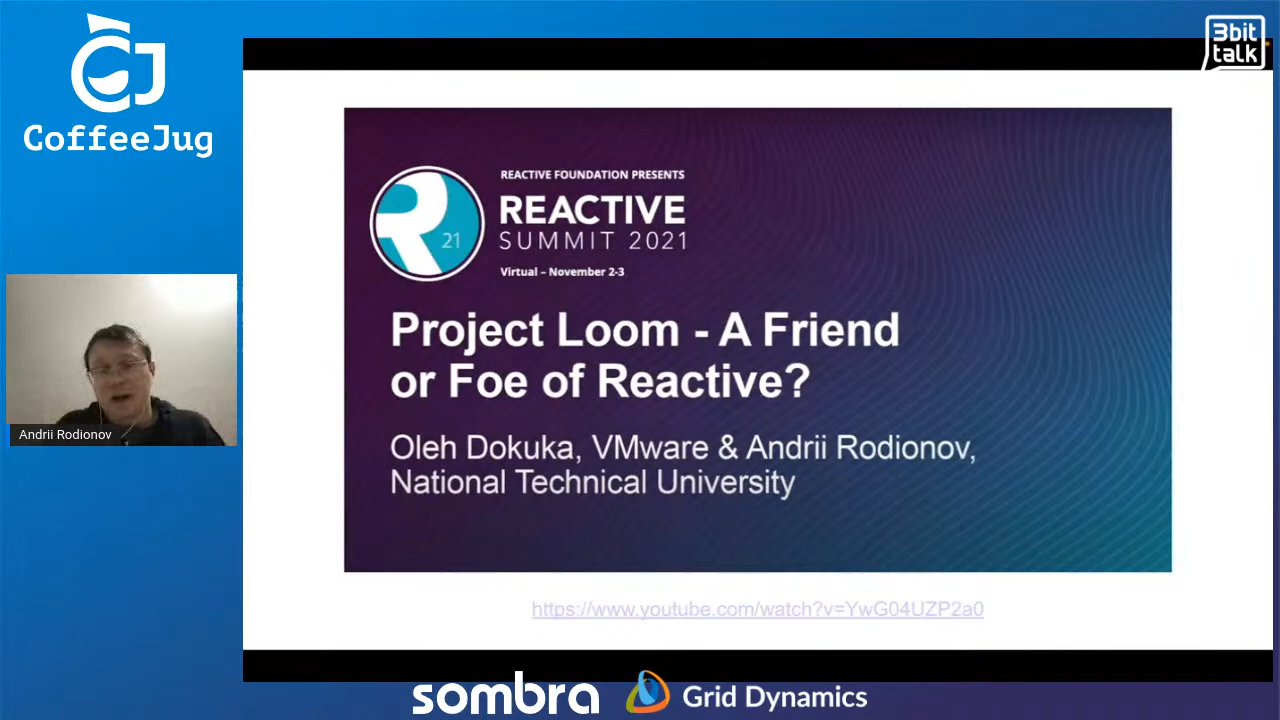 CoffeeJug
3bit
talk
REACTIVE FOUNDATION PRESENTS
REACTIVE
SUMMIT 2021
21
Virtual – November 2-3
Project Loom - A Friend
or Foe of Reactive?
Oleh Dokuka, VMware & Andrii Rodionov,
National Technical University
https://www.youtube.com/watch?v=YwG04UZP2a0
Andrii Rodionov
sombra
Grid Dynamics